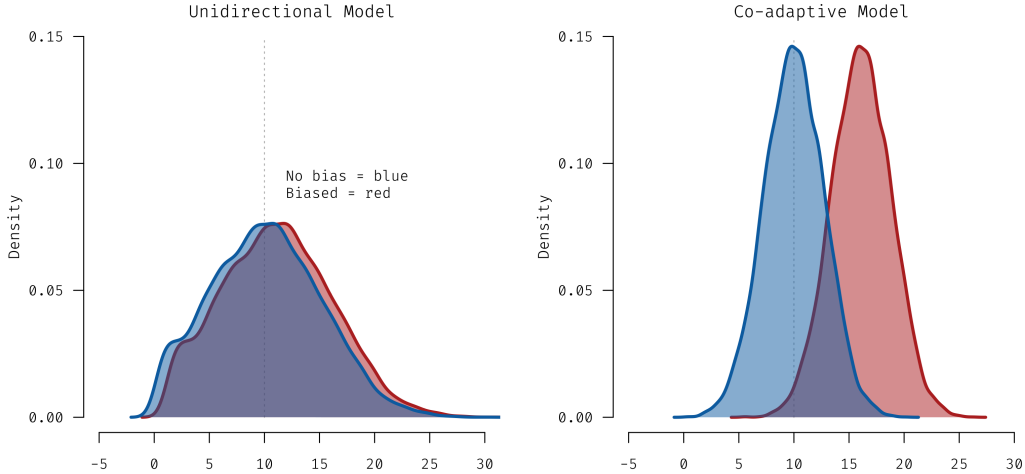 Unidirectional Model
Density
0.15
0.10
0.05
0.00
No bias = blue
Biased = red
-5 0 5 10 15 20 25 30
Co-adaptive Model
Density
0.15
0.10
0.05
0.00
-5 0 5 10 15 20 25 30